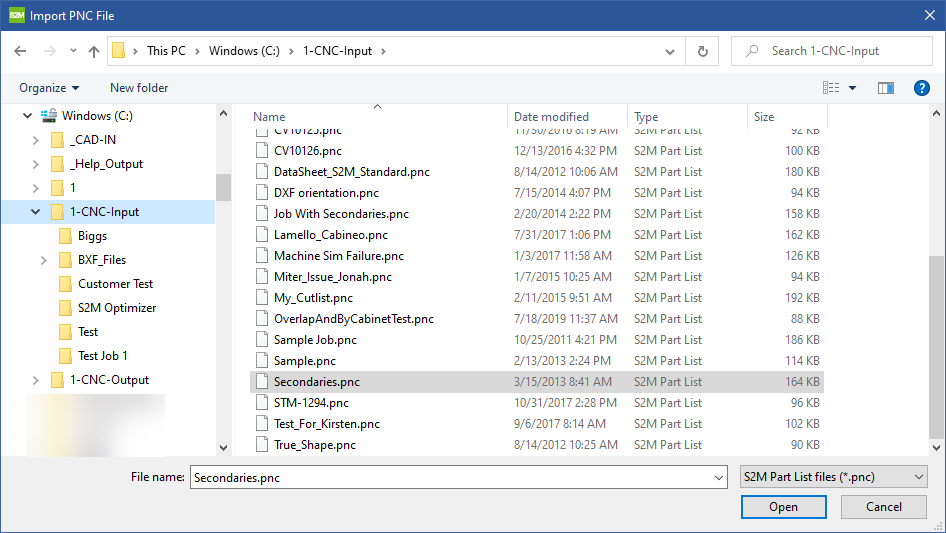 S2M Import PNC File
This PC Windows (C:) 1-CNC-Input Search 1-CNC-Input
Organize New folder
Windows (C:)
_CAD-IN
_Help_Output
1
1-CNC-Input
Biggs
BXF_Files
Customer Test
S2M Optimizer
Test
Test Job 1
1-CNC-Output
Name Date modified Type Size
CV10125.pnc 11/30/2016 8:19 AM S2M Part List 92 KB
CV10126.pnc 12/13/2016 4:32 PM S2M Part List 100 KB
DataSheet_S2M_Standard.pnc 8/14/2012 10:06 AM S2M Part List 180 KB
DXF orientation.pnc 7/15/2014 4:07 PM S2M Part List 94 KB
Job With Secondaries.pnc 2/20/2014 2:22 PM S2M Part List 158 KB
Lamello_Cabineo.pnc 7/31/2017 1:06 PM S2M Part List 162 KB
Machine Sim Failure.pnc 1/3/2017 11:58 AM S2M Part List 126 KB
Miter_Issue_Jonah.pnc 1/7/2015 10:25 AM S2M Part List 94 KB
My_Cutlist.pnc 2/11/2015 9:51 AM S2M Part List 192 KB
OverlapAndByCabinetTest.pnc 7/18/2019 11:37 AM S2M Part List 88 KB
Sample Job.pnc 10/25/2011 4:21 PM S2M Part List 186 KB
Sample.pnc 2/13/2013 2:24 PM S2M Part List 114 KB
Secondaries.pnc 3/15/2013 8:41 AM S2M Part List 164 KB
STM-1294.pnc 10/31/2017 2:28 PM S2M Part List 96 KB
Test_For_Kirsten.pnc 9/6/2017 8:14 AM S2M Part List 102 KB
True_Shape.pnc 8/14/2012 10:25 AM S2M Part List 90 KB
File name: Secondaries.pnc S2M Part List files (*.pnc)
Open Cancel